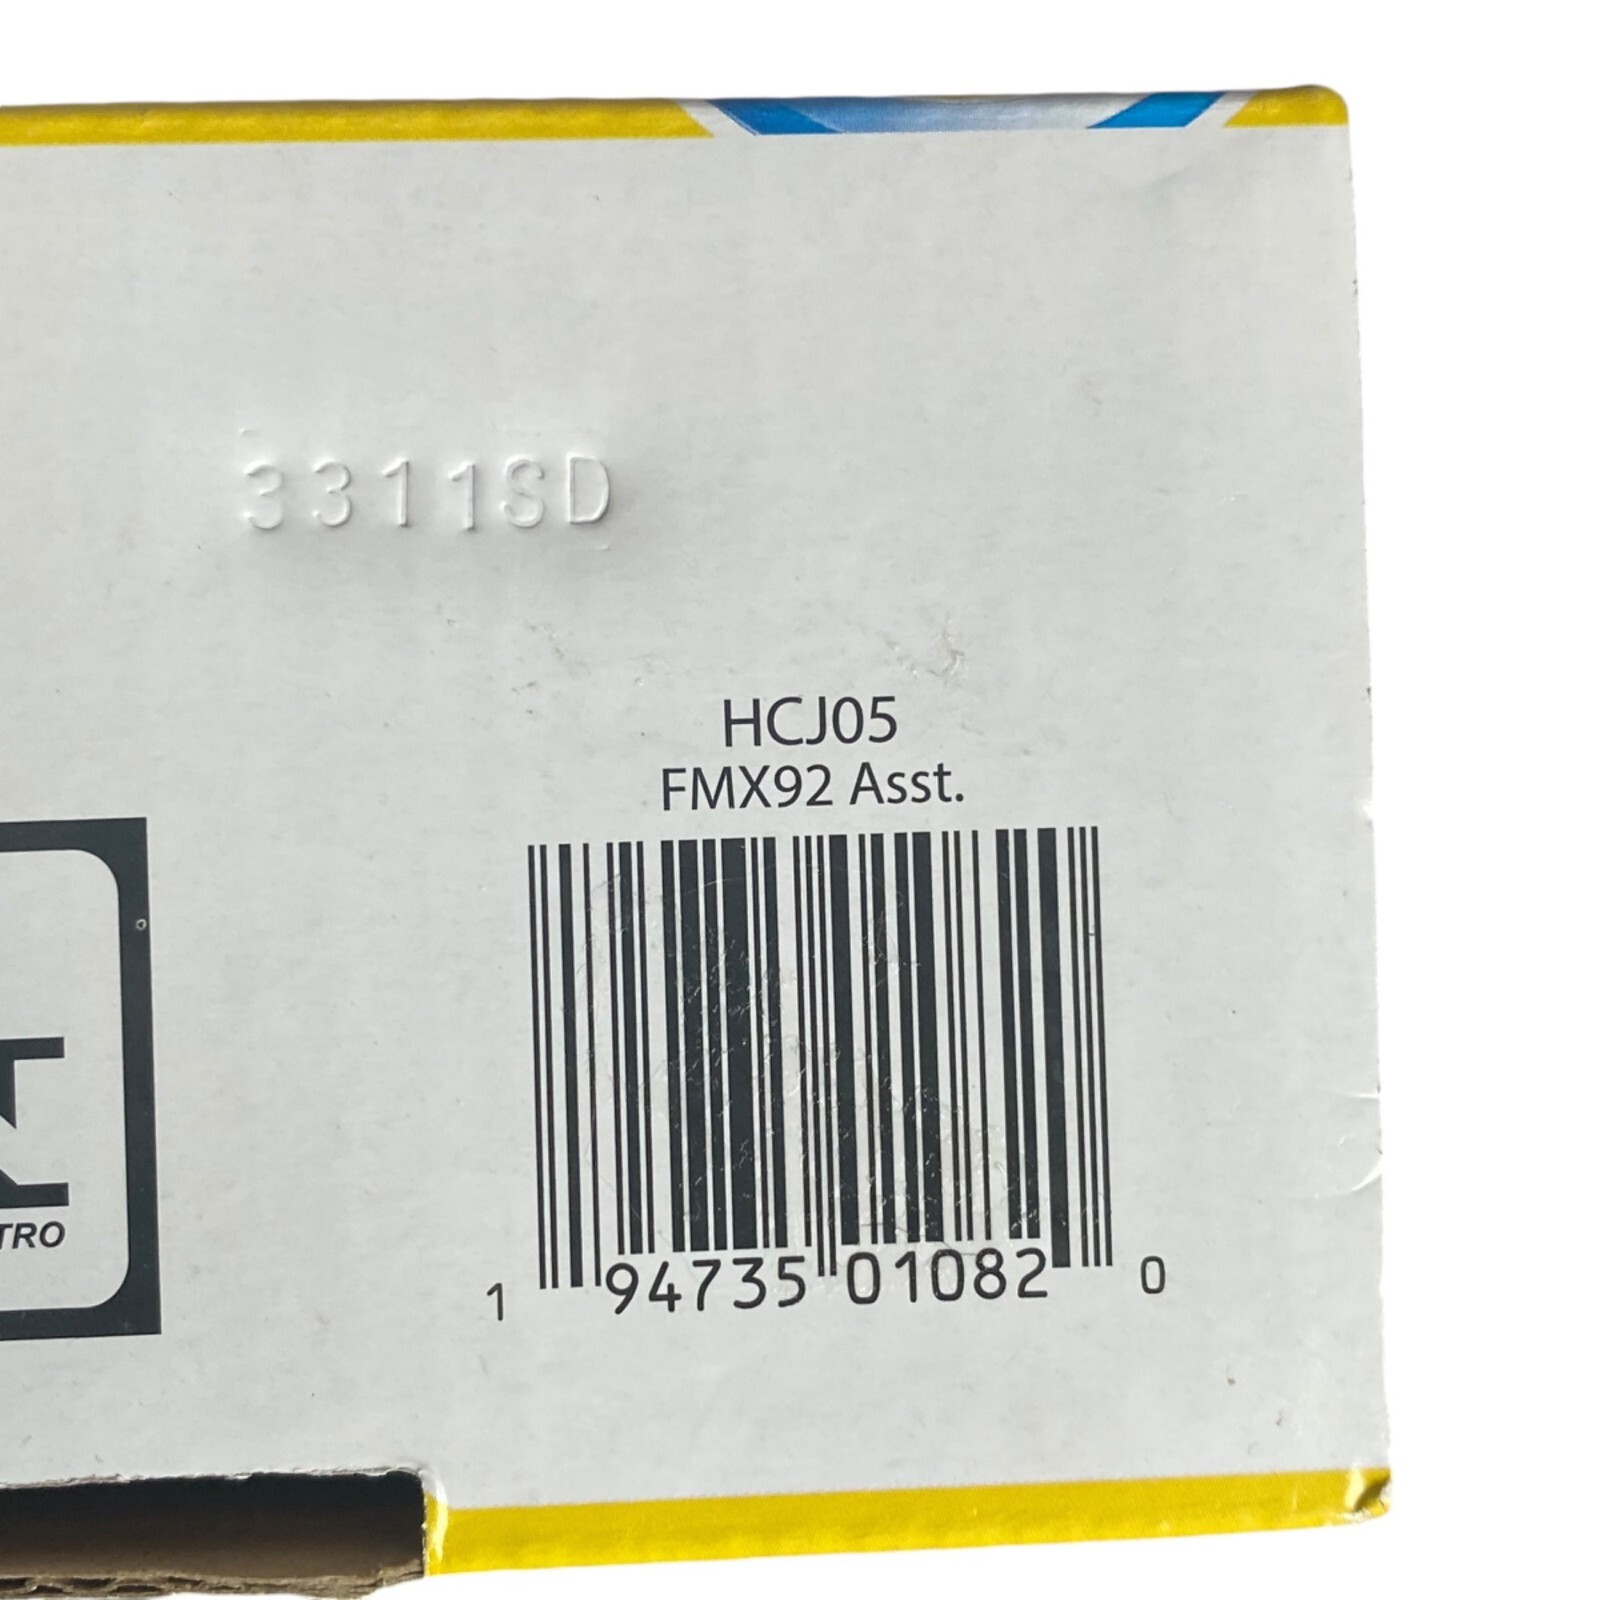 3311SD
HCJ05
FMX92 Asst.
TRO
1 94735 01082 0